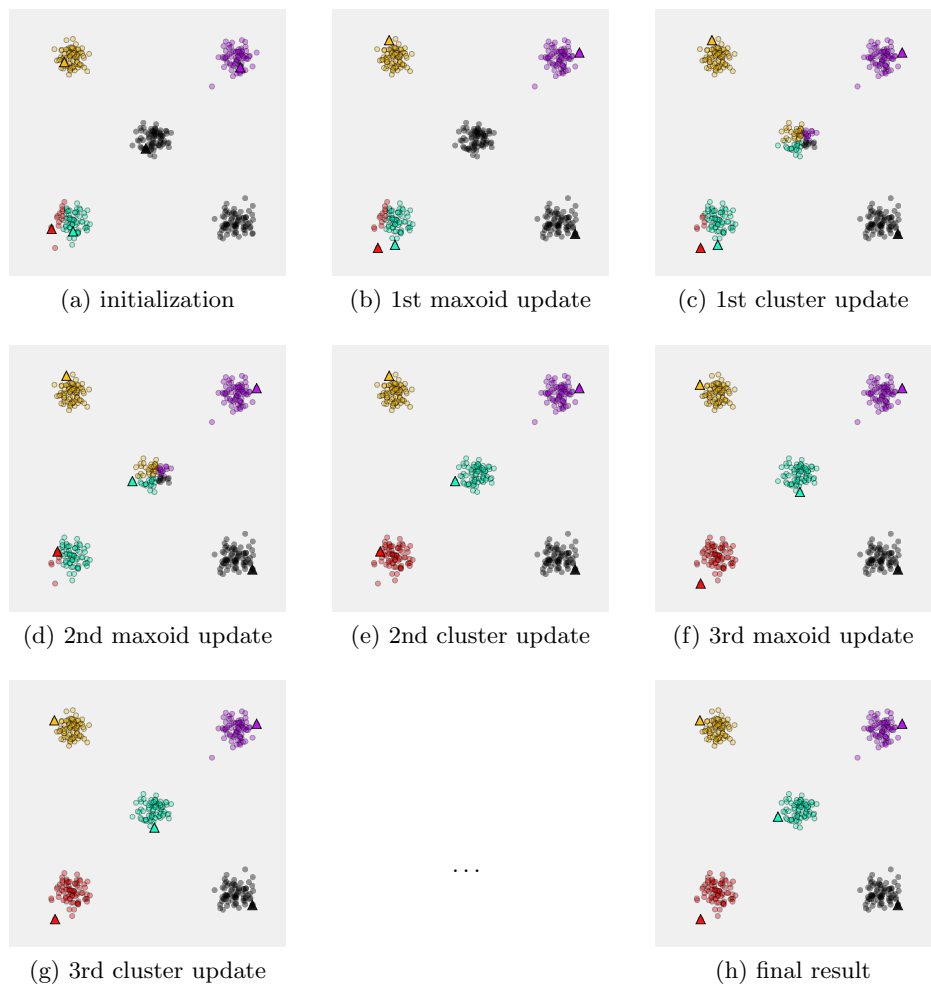 (a) initialization
(b) 1st maxoid update
(c) 1st cluster update
(d) 2nd maxoid update
(e) 2nd cluster update
(f) 3rd maxoid update
...
(g) 3rd cluster update
(h) final result